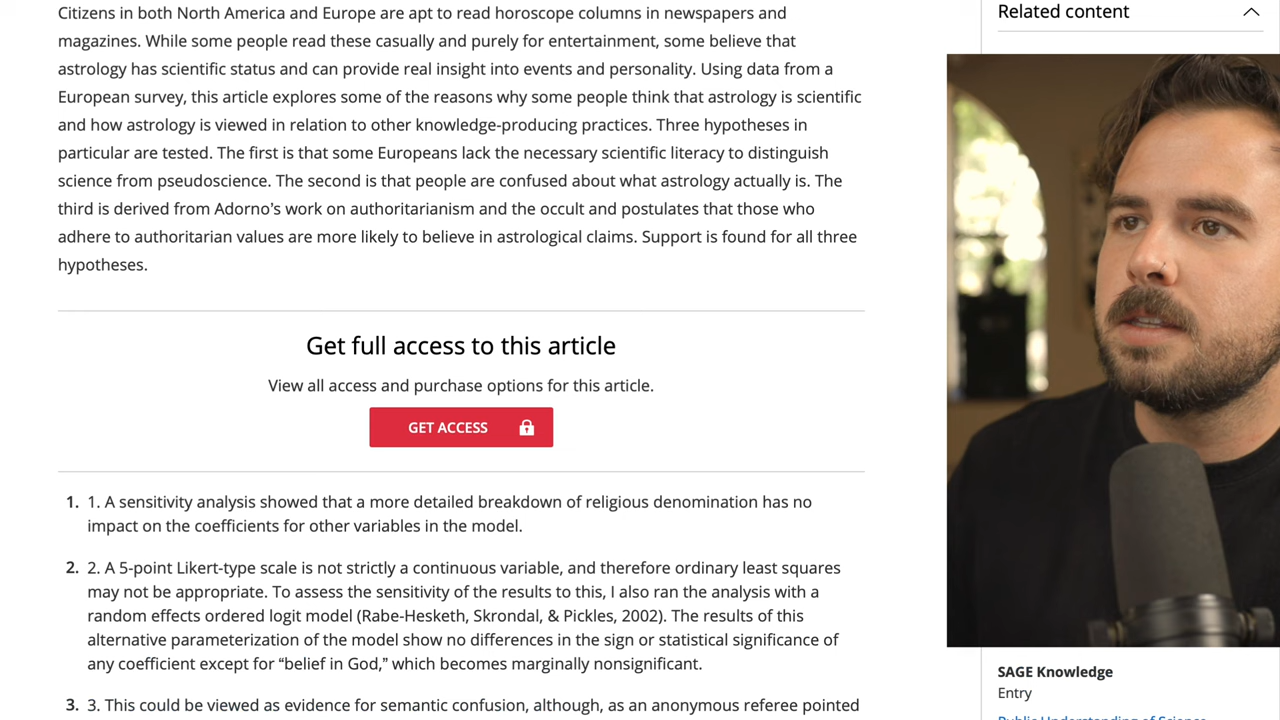 Citizens in both North America and Europe are apt to read horoscope columns in newspapers and
magazines. While some people read these casually and purely for entertainment, some believe that
astrology has scientific status and can provide real insight into events and personality. Using data from a
European survey, this article explores some of the reasons why some people think that astrology is scientific
and how astrology is viewed in relation to other knowledge-producing practices. Three hypotheses in
particular are tested. The first is that some Europeans lack the necessary scientific literacy to distinguish
science from pseudoscience. The second is that people are confused about what astrology actually is. The
third is derived from Adorno’s work on authoritarianism and the occult and postulates that those who
adhere to authoritarian values are more likely to believe in astrological claims. Support is found for all three
hypotheses.
Get full access to this article
View all access and purchase options for this article.
GET ACCESS
1. 1. A sensitivity analysis showed that a more detailed breakdown of religious denomination has no
impact on the coefficients for other variables in the model.
2. 2. A 5-point Likert-type scale is not strictly a continuous variable, and therefore ordinary least squares
may not be appropriate. To assess the sensitivity of the results to this, I also ran the analysis with a
random effects ordered logit model (Rabe-Hesketh, Skrondal, & Pickles, 2002). The results of this
alternative parameterization of the model show no differences in the sign or statistical significance of
any coefficient except for “belief in God,” which becomes marginally nonsignificant.
3. 3. This could be viewed as evidence for semantic confusion, although, as an anonymous referee pointed
Related content
SAGE Knowledge
Entry
Public Understanding of Science